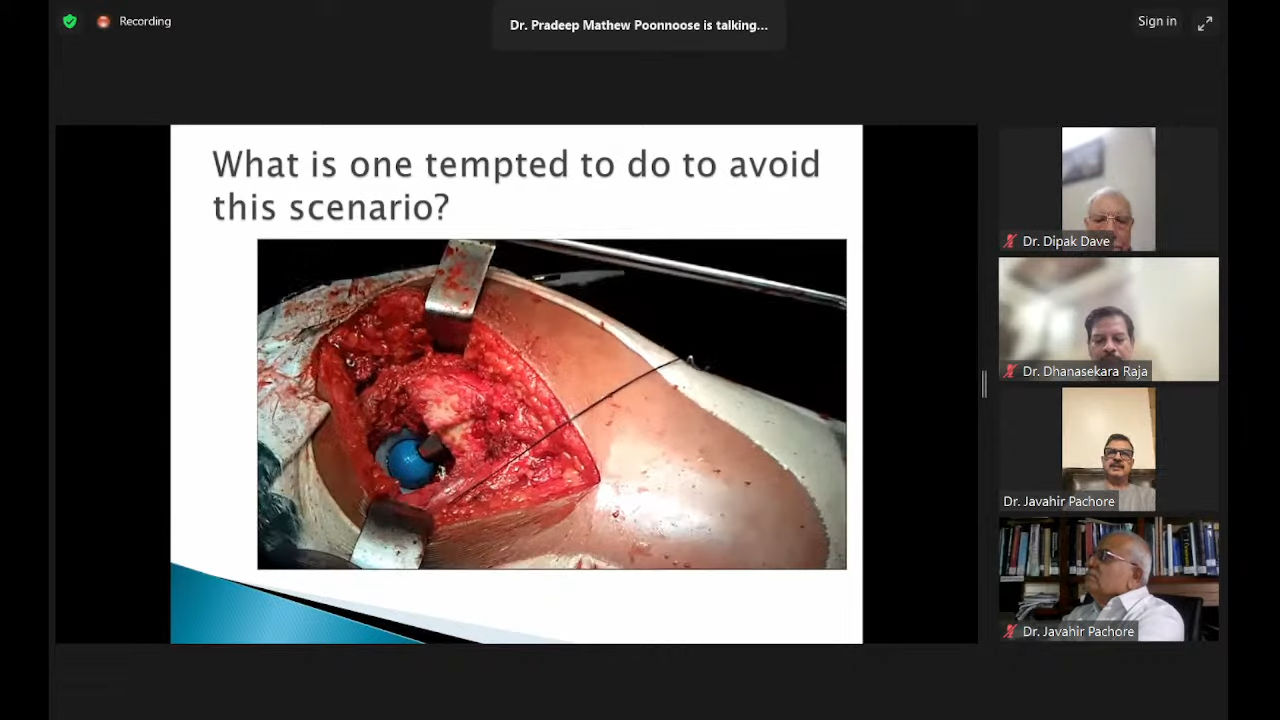 Recording
Dr. Pradeep Mathew Poonnoose is talking...
Sign in
What is one tempted to do to avoid
this scenario?
Dr. Dipak Dave
Dr. Dhanasekara Raja
Dr. Javahir Pachore
Dr. Javahir Pachore